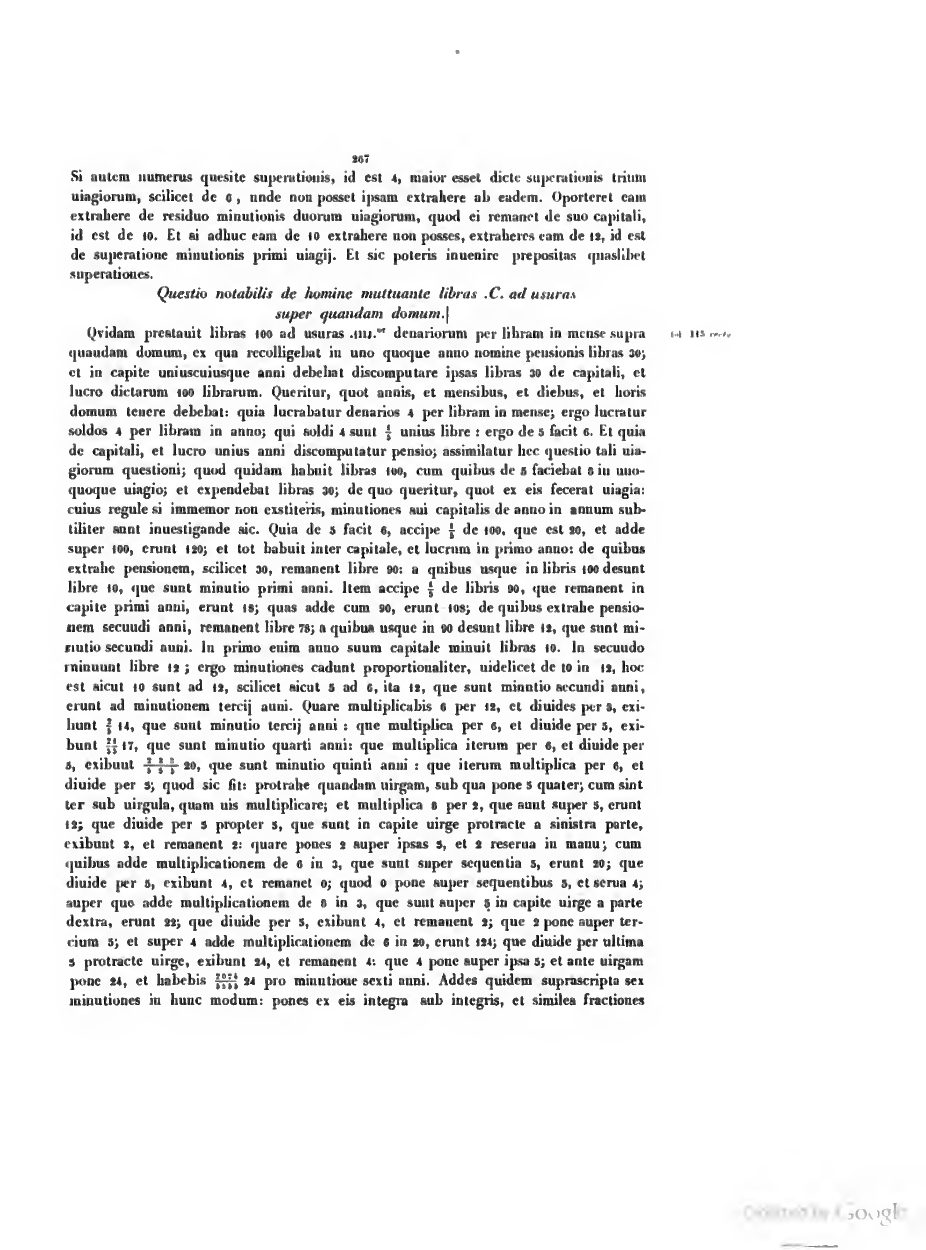 267
Si autem numerus quesite superationis, id est 4, maior esset dicte superationis trium
uiagiorum, scilicet de 6, unde non posset ipsam extrahere ab eadem. Oporteret eam
extrahere de residuo minutionis duorum uiagiorum, quod ei remanet de suo capitali,
id est de 10. Et si adhuc eam de 10 extrahere non posses, extraheres eam de 12, id est
de superatione minutionis primi uiagij. Et sic poteris inuenire prepositas quaslibet
superationes.
Questio notabilis de homine muttuante libras .C. ad usuras
super quandam domum.|
Qvidam prestauit libras 100 ad usuras .IIII.or denariorum per libram in mense supra
quandam domum, ex qua recolligebat in uno quoque anno nomine pensionis libras 30;
et in capite uniuscuiusque anni debebat discomputare ipsas libras 30 de capitali, et
lucro dictarum 100 librarum. Queritur, quot annis, et mensibus, et diebus, et horis
domum tenere debebat: quia lucrabatur denarios 4 per libram in mense; ergo lucratur
soldos 4 per libram in anno; qui soldi 4 sunt 1/5 unius libre : ergo de 5 facit 6. Et quia
de capitali, et lucro unius anni discomputatur pensio; assimilatur hec questio tali uia-
giorum questioni; quod quidam habuit libras 100, cum quibus de 5 faciebat 6 in uno-
quoque uiagio; et expendebat libras 30; de quo queritur, quot ex eis fecerat uiagia:
cuius regule si immemor non exstiteris, minutiones sui capitalis de anno in annum sub-
tiliter sunt inuestigande sic. Quia de 5 facit 6, accipe 1/5 de 100, que est 20, et adde
super 100, erunt 120; et tot habuit inter capitale, et lucrum in primo anno: de quibus
extrahe pensionem, scilicet 30, remanent libre 90: a quibus usque in libris 100 desunt
libre 10, que sunt minutio primi anni. Item accipe 1/5 de libris 90, que remanent in
capite primi anni, erunt 18; quas adde cum 90, erunt 108; de quibus extrahe pensio-
nem secundi anni, remanent libre 78; a quibus usque in 90 desunt libre 12, que sunt mi-
nutio secundi anni. In primo enim anno suum capitale minuit libras 10. In secundo
minuunt libre 12 ; ergo minutiones cadunt proportionaliter, uidelicet de 10 in 12, hoc
est sicut 10 sunt ad 12, scilicet sicut 5 ad 6, ita 12, que sunt minutio secundi anni,
erunt ad minutionem tercij anni. Quare multiplicabis 6 per 12, et diuides per 5, exi-
bunt 2/5 14, que sunt minutio tercij anni : que multiplica per 6, et diuide per 5, exi-
bunt 2 1/5 5 17, que sunt minutio quarti anni: que multiplica iterum per 6, et diuide per
5, exibunt 2 3 3/5 5 5 20, que sunt minutio quinti anni : que iterum multiplica per 6, et
diuide per 5; quod sic fit: protrahe quandam uirgam, sub qua pone 5 quater; cum sint
ter sub uirgula, quam uis multiplicare; et multiplica 6 per 2, que sunt super 5, erunt
12; que diuide per 5 propter 5, que sunt in capite uirge protracte a sinistra parte,
exibunt 2, et remanent 2: quare pones 2 super ipsas 5, et 2 reserua in manu; cum
quibus adde multiplicationem de 6 in 3, que sunt super sequentia 5, erunt 20; que
diuide per 5, exibunt 4, et remanet 0; quod 0 pone super sequentibus 5, et serua 4;
super quo adde multiplicationem de 6 in 3, que sunt super 5 in capite uirge a parte
dextra, erunt 22; que diuide per 5, exibunt 4, et remanent 2; que 2 pone super ter-
cium 5; et super 4 adde multiplicationem de 6 in 20, erunt 124; que diuide per ultima
5 protracte uirge, exibunt 24, et remanent 4: que 4 pone super ipsa 5; et ante uirgam
pone 24, et habebis 2 0 2 4/5 5 5 5 24 pro minutione sexti anni. Addes quidem suprascripta sex
minutiones in hunc modum: pones ex eis integra sub integris, et similes fractiones
115 recto
Digitized by Google